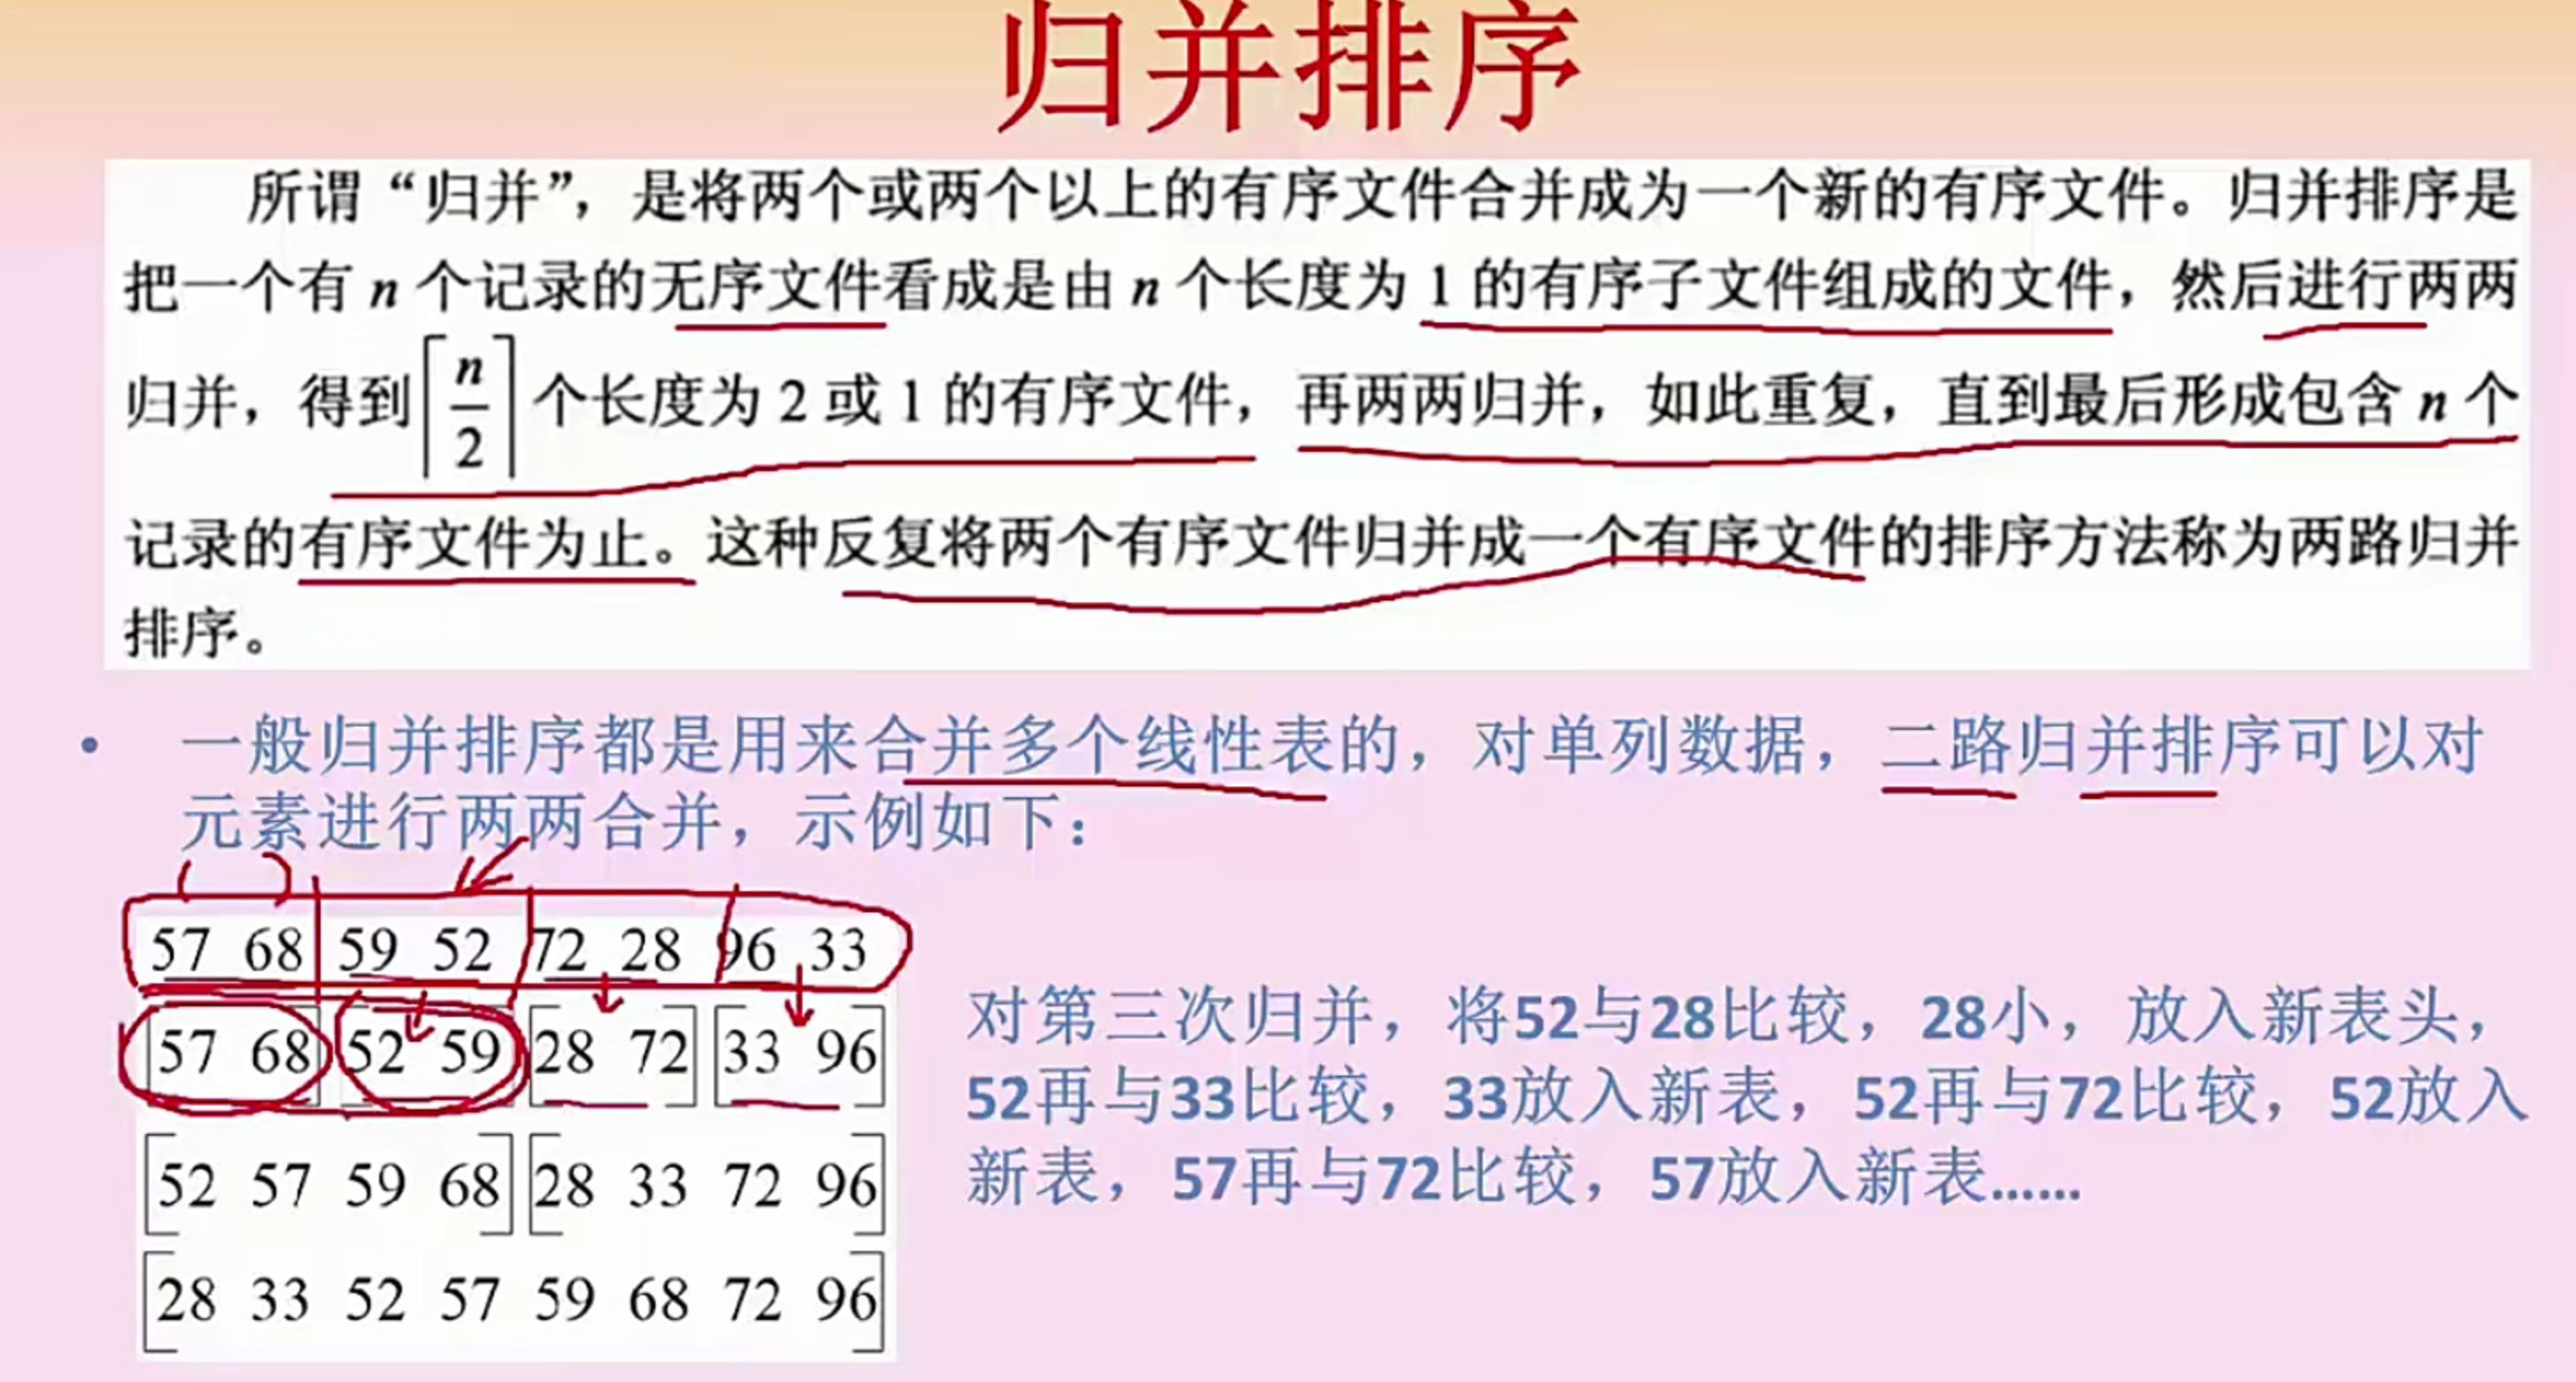 归并排序
所谓“归并”，是将两个或两个以上的有序文件合并成为一个新的有序文件。归并排序是
把一个有 n 个记录的无序文件看成是由 n 个长度为 1 的有序子文件组成的文件，然后进行两两
归并，得到⌈n/2⌉个长度为 2 或 1 的有序文件，再两两归并，如此重复，直到最后形成包含 n 个
记录的有序文件为止。这种反复将两个有序文件归并成一个有序文件的排序方法称为两路归并
排序。
• 一般归并排序都是用来合并多个线性表的，对单列数据，二路归并排序可以对
元素进行两两合并，示例如下：
57 68 59 52 72 28 96 33
[57 68] [52 59] [28 72] [33 96]
[52 57 59 68] [28 33 72 96]
[28 33 52 57 59 68 72 96]
对第三次归并，将52与28比较，28小，放入新表头，
52再与33比较，33放入新表，52再与72比较，52放入
新表，57再与72比较，57放入新表……